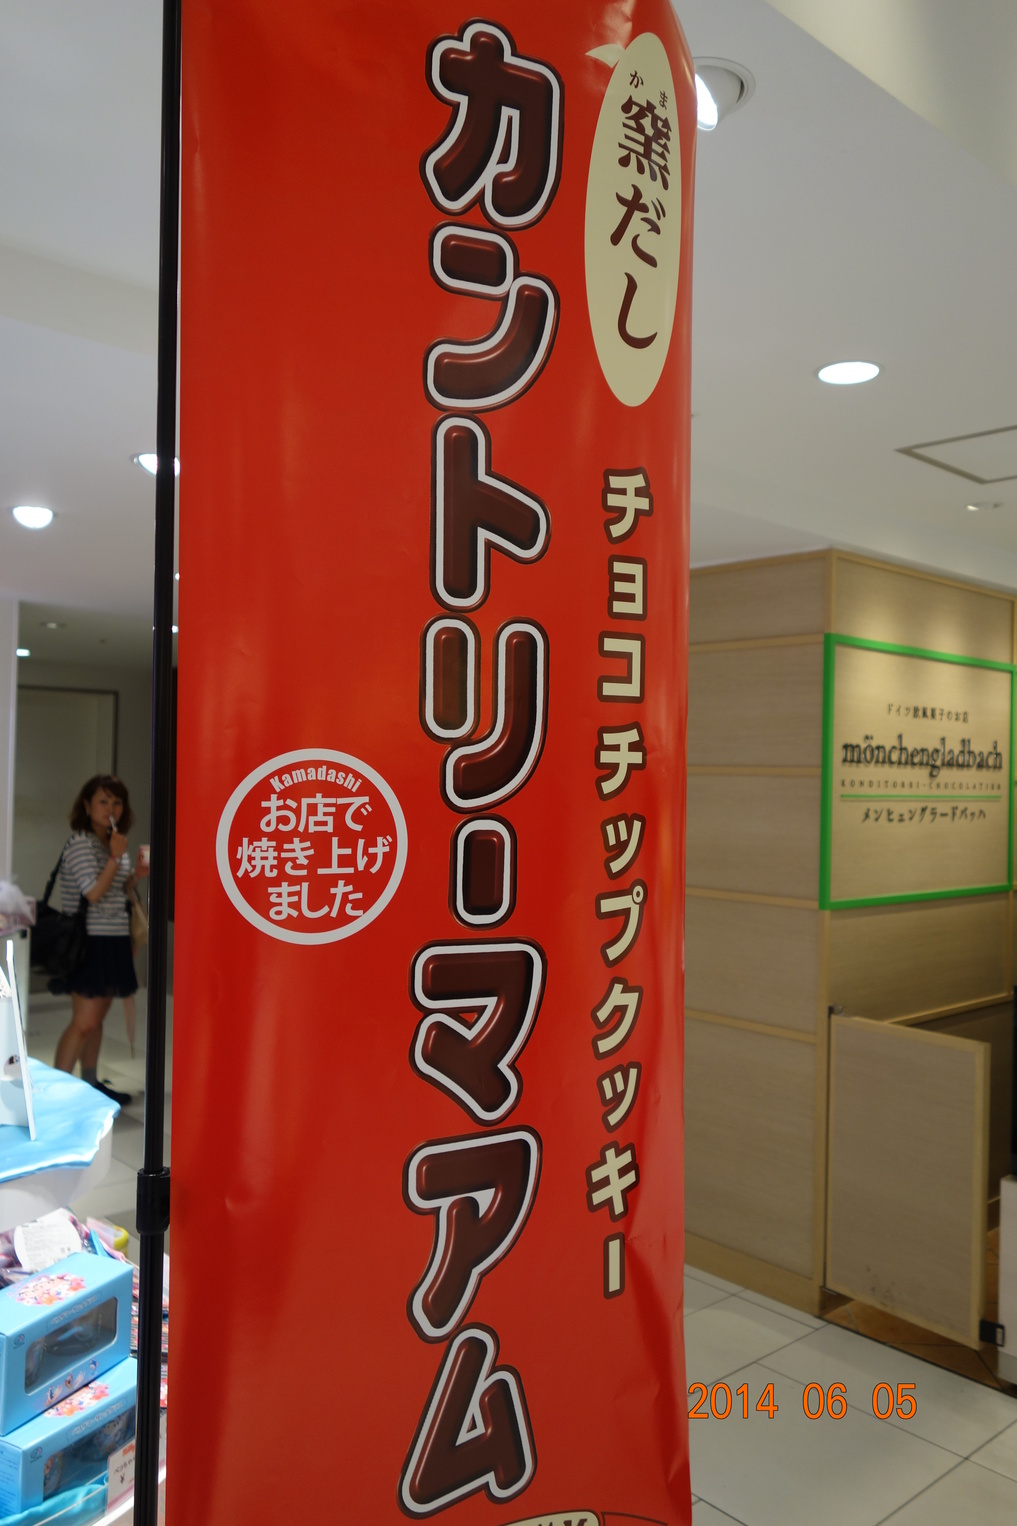 かま
窯だし
チョコチップクッキー
カントリーマアム
Kamadashi
お店で
焼き上げ
ました
ドイツ欧風菓子のお店
mönchengladbach
KONDITOREI-CHOCOLATIER
メンヒェングラードバッハ
2014 06 05